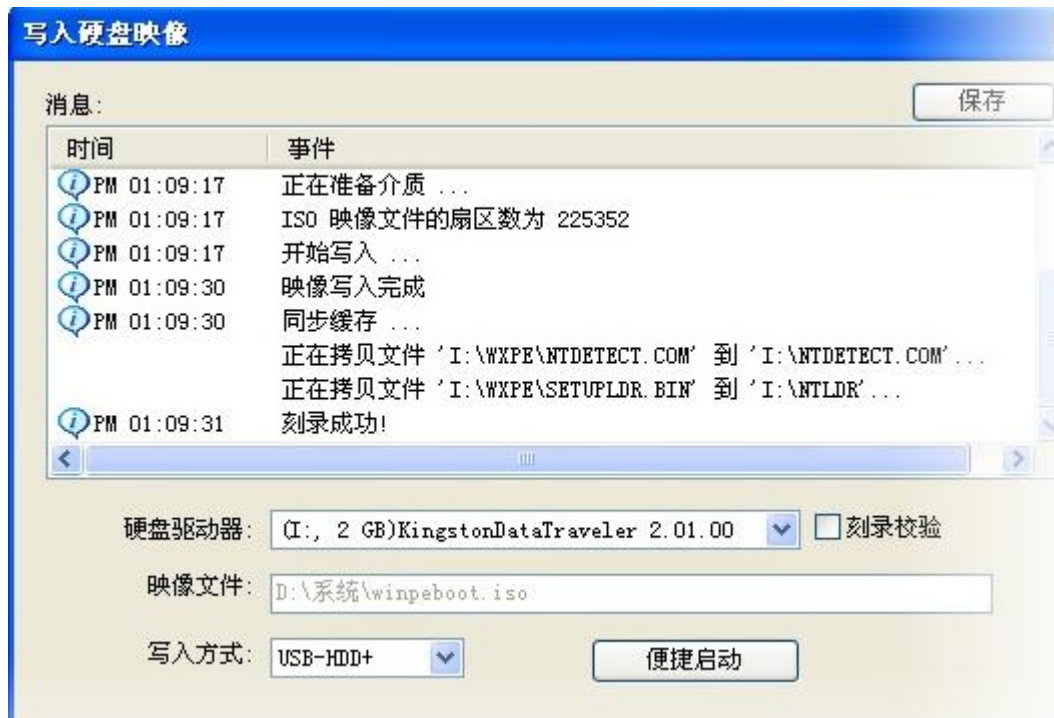 写入硬盘映像
消息:
保存
时间 事件
PM 01:09:17 正在准备介质 ...
PM 01:09:17 ISO 映像文件的扇区数为 225352
PM 01:09:17 开始写入 ...
PM 01:09:30 映像写入完成
PM 01:09:30 同步缓存 ...
正在拷贝文件 'I:\WXPE\NTDETECT.COM' 到 'I:\NTDETECT.COM'...
正在拷贝文件 'I:\WXPE\SETUPLDR.BIN' 到 'I:\NTLDR'...
PM 01:09:31 刻录成功!
硬盘驱动器: (I:, 2 GB)KingstonDataTraveler 2.01.00 刻录校验
映像文件: D:\系统\winpeboot.iso
写入方式: USB-HDD+ 便捷启动